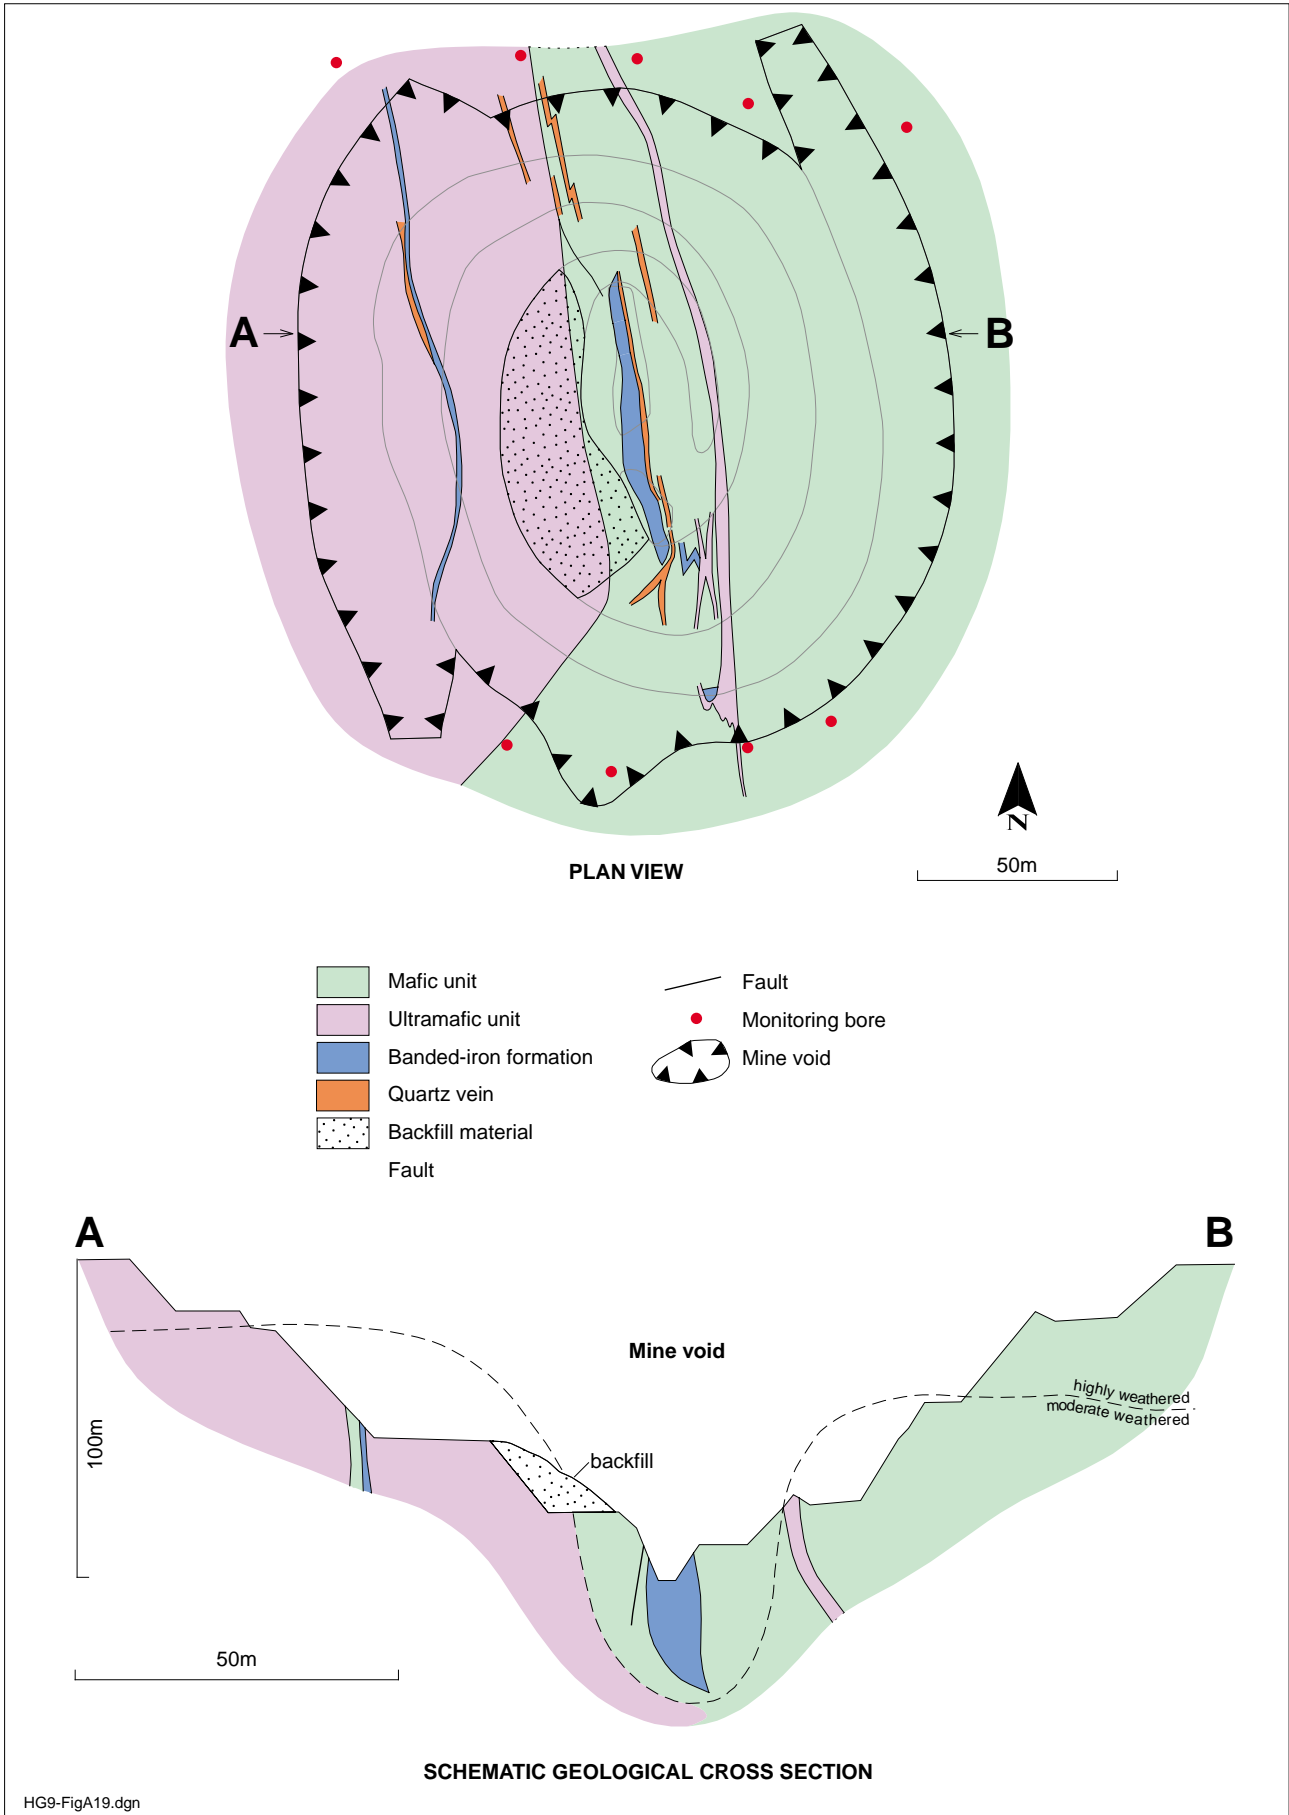 A
B
N
PLAN VIEW
50m
Mafic unit
Ultramafic unit
Banded-iron formation
Quartz vein
Backfill material
Fault
Fault
Monitoring bore
Mine void
A
B
Mine void
highly weathered
moderate weathered
backfill
100m
50m
SCHEMATIC GEOLOGICAL CROSS SECTION
HG9-FigA19.dgn